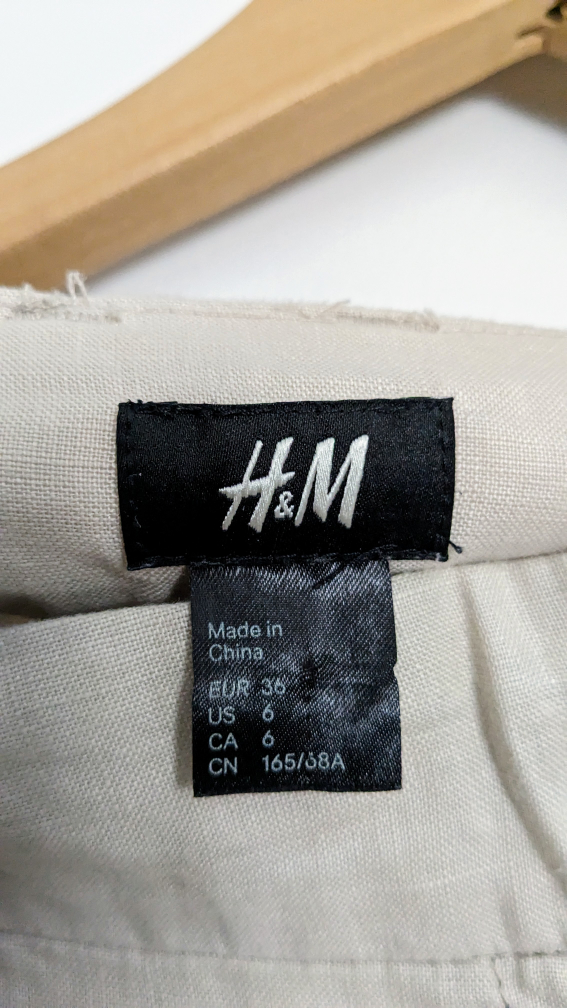 H&M
Made in
China
EUR 36
US 6
CA 6
CN 165/68A